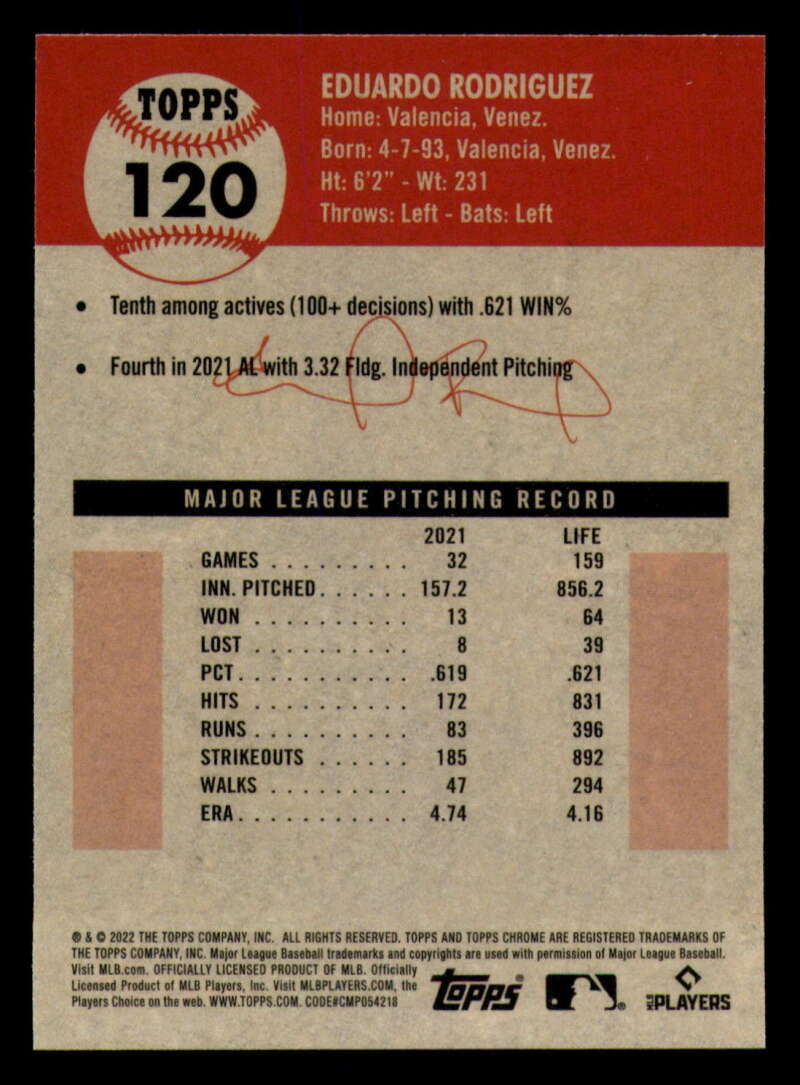 TOPPS
120
EDUARDO RODRIGUEZ
Home: Valencia, Venez.
Born: 4-7-93, Valencia, Venez.
Ht: 6'2" - Wt: 231
Throws: Left - Bats: Left
• Tenth among actives (100+ decisions) with .621 WIN%
• Fourth in 2021 AL with 3.32 Fldg. Independent Pitching
MAJOR LEAGUE PITCHING RECORD
2021 LIFE
GAMES . . . . . . . . . 32 159
INN. PITCHED . . . . . . 157.2 856.2
WON . . . . . . . . . . 13 64
LOST . . . . . . . . . . 8 39
PCT. . . . . . . . . . . .619 .621
HITS . . . . . . . . . . 172 831
RUNS . . . . . . . . . . 83 396
STRIKEOUTS . . . . . . 185 892
WALKS . . . . . . . . . 47 294
ERA. . . . . . . . . . . 4.74 4.16
® & © 2022 THE TOPPS COMPANY, INC. ALL RIGHTS RESERVED. TOPPS AND TOPPS CHROME ARE REGISTERED TRADEMARKS OF
THE TOPPS COMPANY, INC. Major League Baseball trademarks and copyrights are used with permission of Major League Baseball.
Visit MLB.com. OFFICIALLY LICENSED PRODUCT OF MLB. Officially
Licensed Product of MLB Players, Inc. Visit MLBPLAYERS.COM, the
Players Choice on the web. WWW.TOPPS.COM. CODE#CMP054218
TOPPS®
MLB PLAYERS